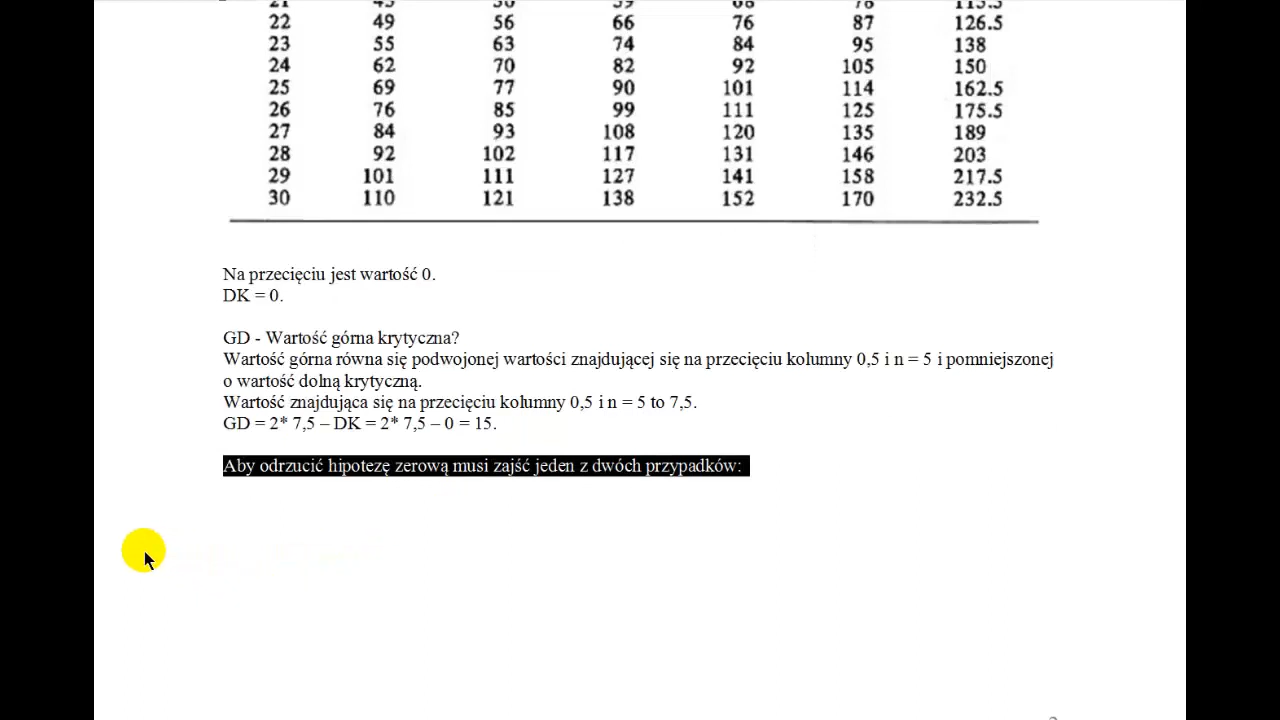 22 49 56 66 76 87 126.5
23 55 63 74 84 95 138
24 62 70 82 92 105 150
25 69 77 90 101 114 162.5
26 76 85 99 111 125 175.5
27 84 93 108 120 135 189
28 92 102 117 131 146 203
29 101 111 127 141 158 217.5
30 110 121 138 152 170 232.5
Na przecięciu jest wartość 0.
DK = 0.
GD - Wartość górna krytyczna?
Wartość górna równa się podwojonej wartości znajdującej się na przecięciu kolumny 0,5 i n = 5 i pomniejszonej
o wartość dolną krytyczną.
Wartość znajdująca się na przecięciu kolumny 0,5 i n = 5 to 7,5.
GD = 2* 7,5 – DK = 2* 7,5 – 0 = 15.
Aby odrzucić hipotezę zerową musi zajść jeden z dwóch przypadków: